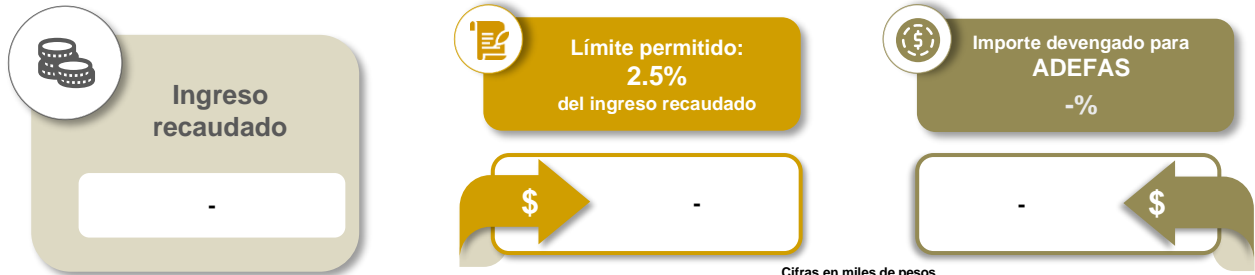 Ingreso
recaudado
-
Límite permitido:
2.5%
del ingreso recaudado
$
-
Importe devengado para
ADEFAS
-%
-
$
Cifras en miles de pesos